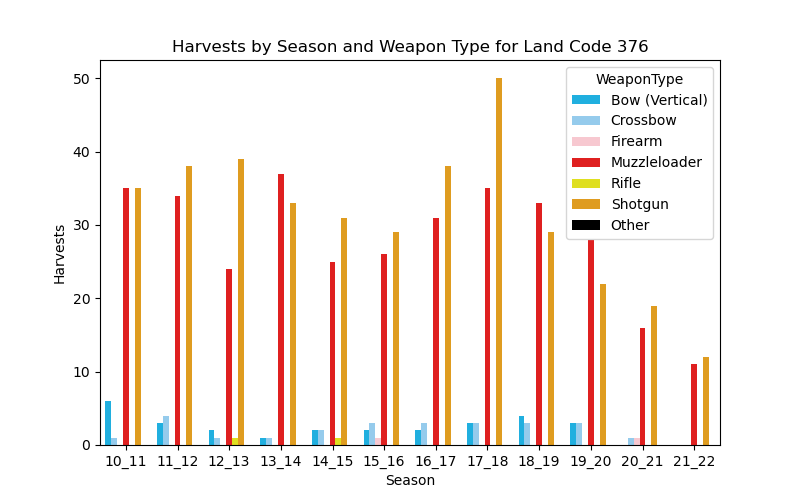 Harvests by Season and Weapon Type for Land Code 376
50
40
30
20
10
0
Harvests
WeaponType
Bow (Vertical)
Crossbow
Firearm
Muzzleloader
Rifle
Shotgun
Other
10_11 11_12 12_13 13_14 14_15 15_16 16_17 17_18 18_19 19_20 20_21 21_22
Season